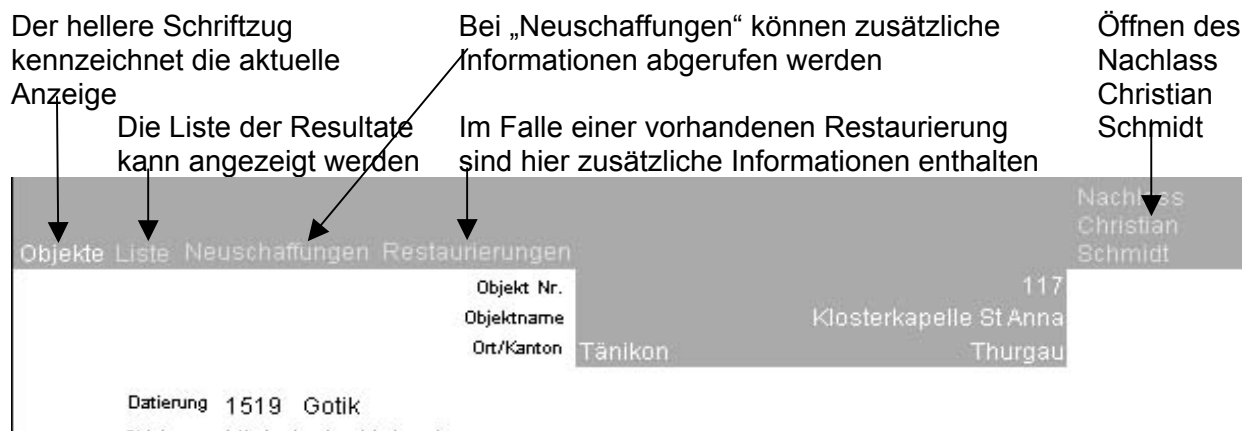 Der hellere Schriftzug
kennzeichnet die aktuelle
Anzeige
Bei „Neuschaffungen“ können zusätzliche
Informationen abgerufen werden
Öffnen des
Nachlass
Christian
Schmidt
Die Liste der Resultate
kann angezeigt werden
Im Falle einer vorhandenen Restaurierung
sind hier zusätzliche Informationen enthalten
Nachlass
Christian
Schmidt
Objekte Liste Neuschaffungen Restaurierungen
Objekt Nr. 117
Objektname Klosterkapelle St Anna
Ort/Kanton Tänikon Thurgau
Datierung 1519 Gotik